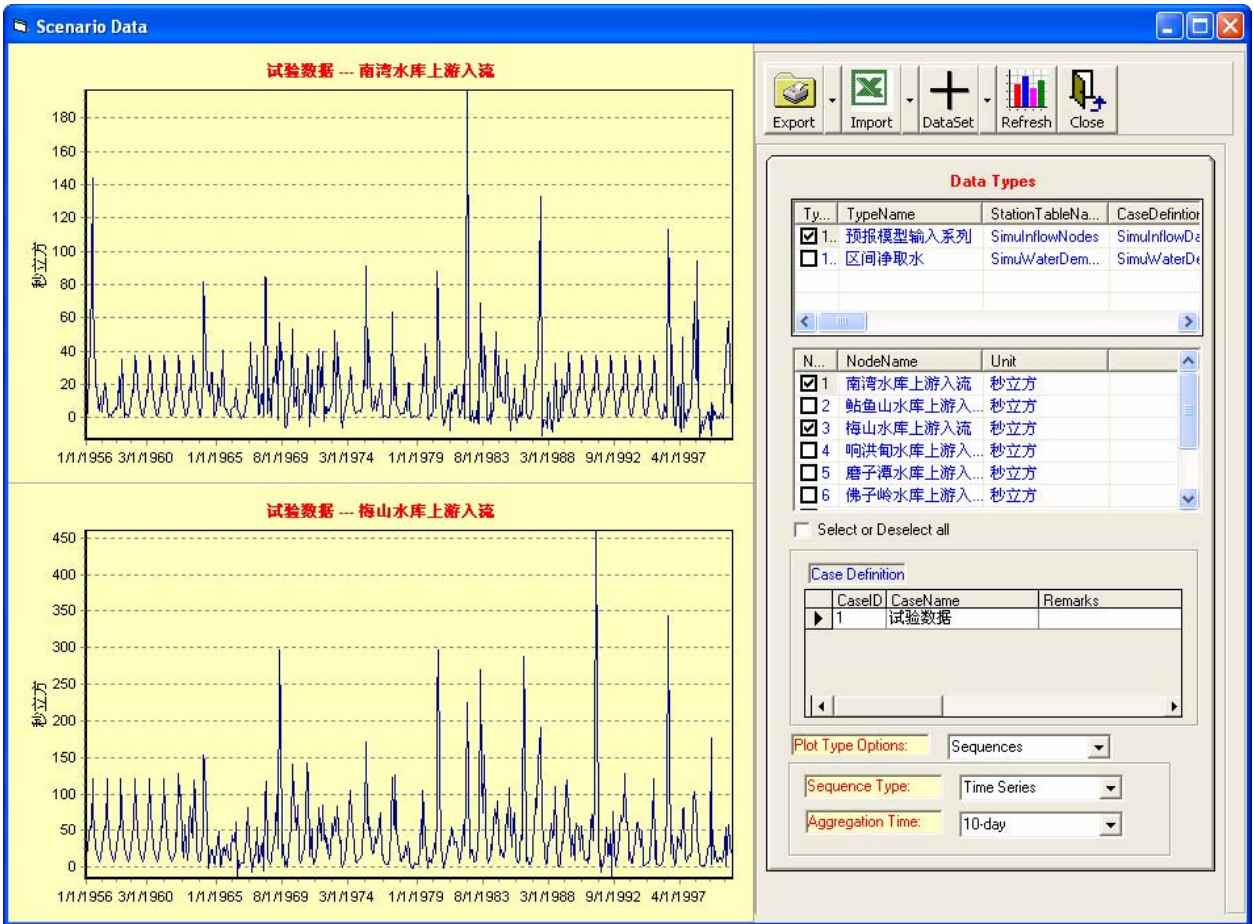 Scenario Data
试验数据 --- 南湾水库上游入流
秒立方
180
160
140
120
100
80
60
40
20
0
1/1/1956 3/1/1960 1/1/1965 8/1/1969 3/1/1974 1/1/1979 8/1/1983 3/1/1988 9/1/1992 4/1/1997
试验数据 --- 梅山水库上游入流
秒立方
450
400
350
300
250
200
150
100
50
0
1/1/1956 3/1/1960 1/1/1965 8/1/1969 3/1/1974 1/1/1979 8/1/1983 3/1/1988 9/1/1992 4/1/1997
Export Import DataSet Refresh Close
Data Types
Ty... TypeName StationTableNa... CaseDefintion
1.. 预报模型输入系列 SimuInflowNodes SimuInflowDa
1.. 区间净取水 SimuWaterDem... SimuWaterDe
N... NodeName Unit
1 南湾水库上游入流 秒立方
2 鲇鱼山水库上游入... 秒立方
3 梅山水库上游入流 秒立方
4 响洪甸水库上游入... 秒立方
5 磨子潭水库上游入... 秒立方
6 佛子岭水库上游入... 秒立方
Select or Deselect all
Case Definition
CaseID CaseName Remarks
1 试验数据
Plot Type Options: Sequences
Sequence Type: Time Series
Aggregation Time: 10-day